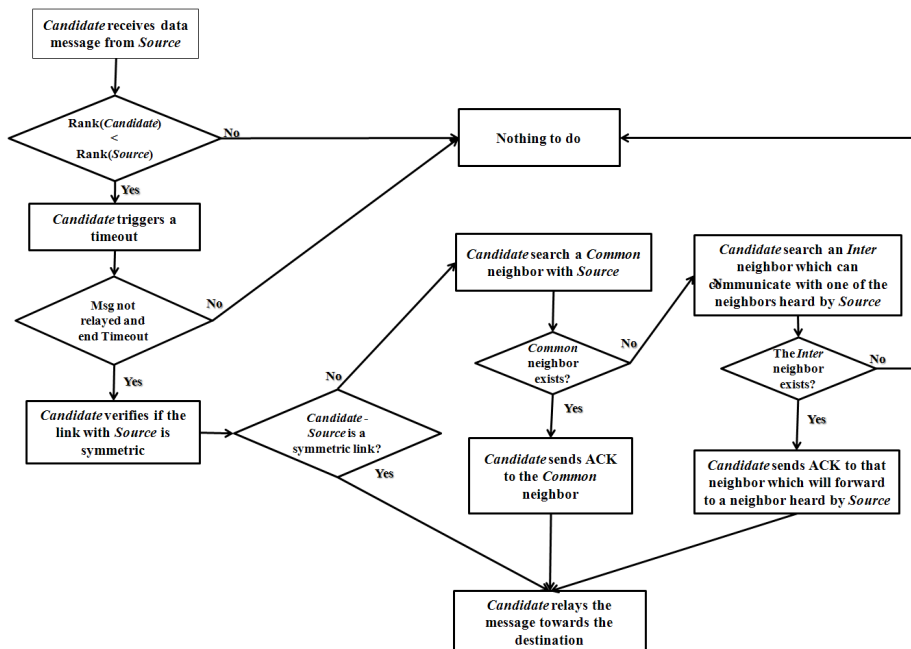 Candidate receives data
message from Source
Rank(Candidate)
<
Rank(Source)
No
Nothing to do
Yes
Candidate triggers a
timeout
Msg not
relayed and
end Timeout
No
Yes
Candidate verifies if the
link with Source is
symmetric
No
Candidate -
Source is a
symmetric link?
Yes
Candidate search a Common
neighbor with Source
Common
neighbor
exists?
No
Yes
Candidate sends ACK
to the Common
neighbor
Candidate search an Inter
neighbor which can
communicate with one of the
neighbors heard by Source
No
The Inter
neighbor
exists?
No
Yes
Candidate sends ACK to that
neighbor which will forward
to a neighbor heard by Source
Candidate relays the
message towards the
destination